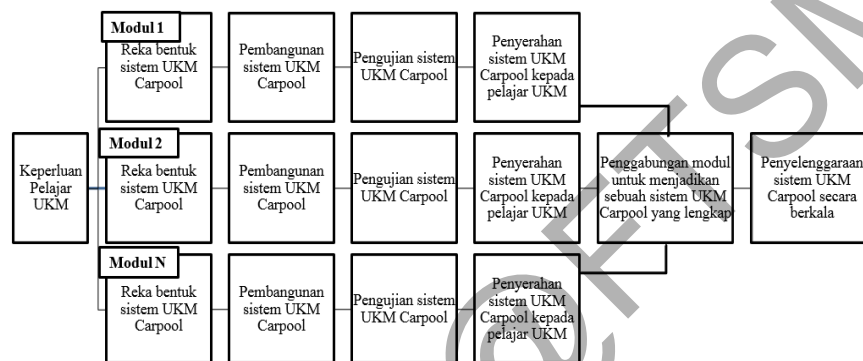 Modul 1
Reka bentuk
sistem UKM
Carpool
Pembangunan
sistem UKM
Carpool
Pengujian sistem
UKM Carpool
Penyerahan
sistem UKM
Carpool kepada
pelajar UKM
Keperluan
Pelajar
UKM
Modul 2
Reka bentuk
sistem UKM
Carpool
Pembangunan
sistem UKM
Carpool
Pengujian sistem
UKM Carpool
Penyerahan
sistem UKM
Carpool kepada
pelajar UKM
Penggabungan modul
untuk menjadikan
sebuah sistem UKM
Carpool yang lengkap
Penyelenggaraan
sistem UKM
Carpool secara
berkala
Modul N
Reka bentuk
sistem UKM
Carpool
Pembangunan
sistem UKM
Carpool
Pengujian sistem
UKM Carpool
Penyerahan
sistem UKM
Carpool kepada
pelajar UKM
@FTSM